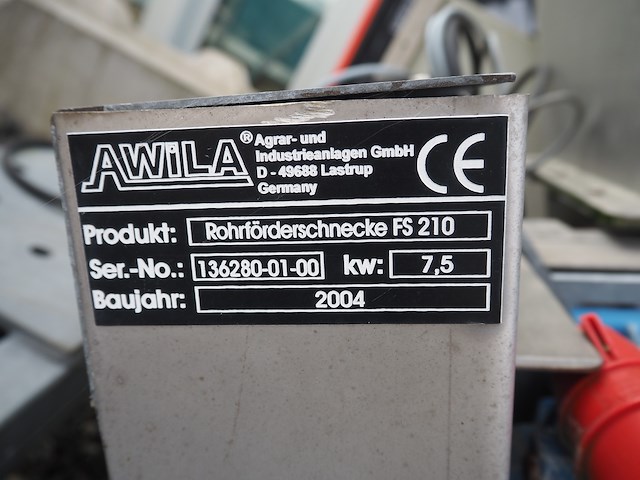 AWiLA®
Agrar- und
Industrieanlagen GmbH
D - 49688 Lastrup
Germany
CE
Produkt: Rohrförderschnecke FS 210
Ser.-No.: 136280-01-00 kw: 7,5
Baujahr: 2004